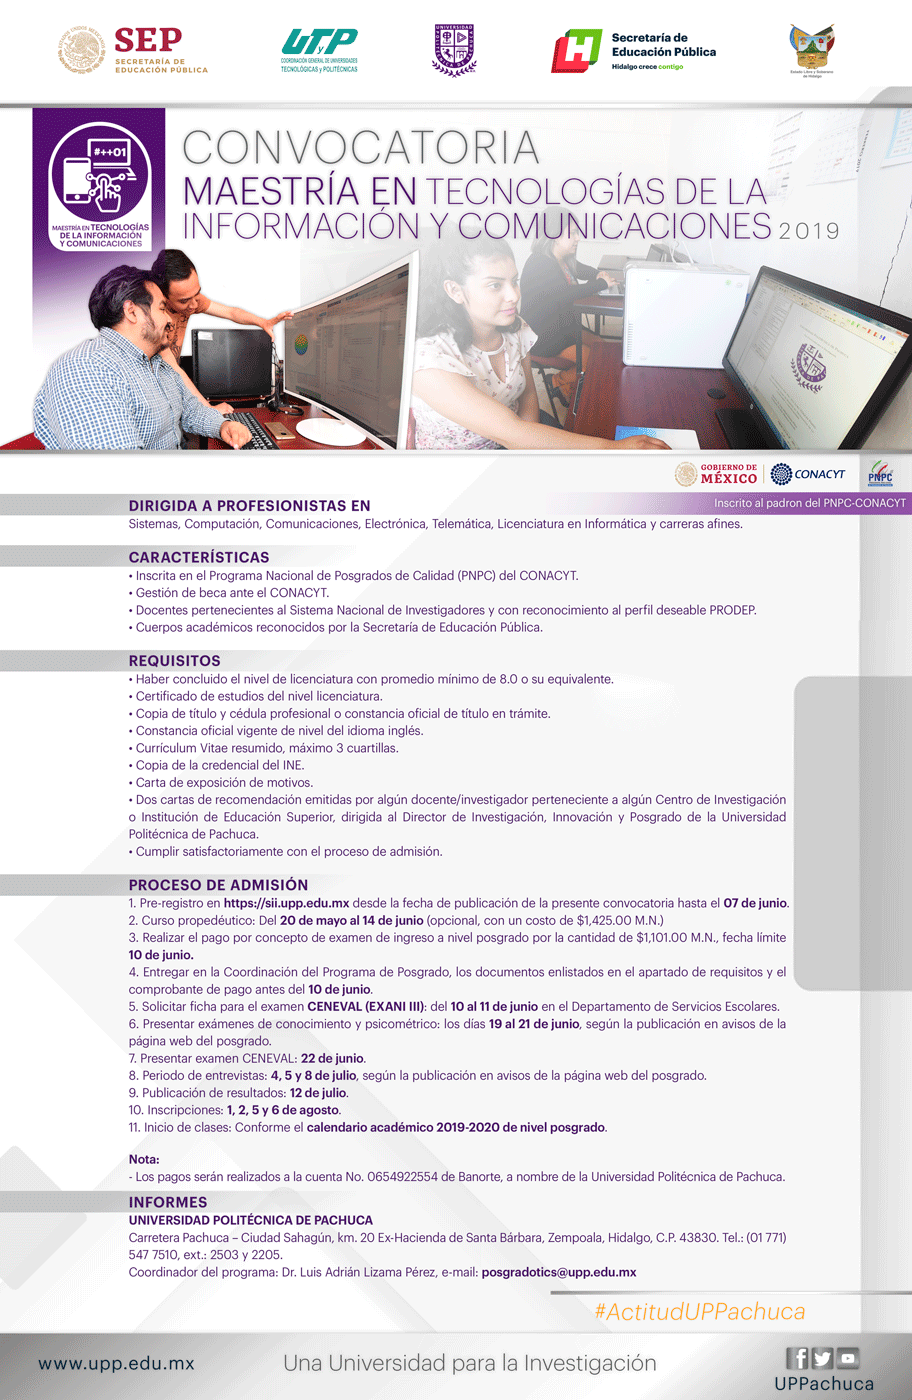 SEP
SECRETARÍA DE
EDUCACIÓN PÚBLICA
UTyP
COORDINACIÓN GENERAL DE UNIVERSIDADES
TECNOLÓGICAS y POLITÉCNICAS
H
Secretaría de
Educación Pública
Hidalgo crece contigo
Estado Libre y Soberano
de Hidalgo
#++01
MAESTRÍA EN TECNOLOGÍAS
DE LA INFORMACIÓN
Y COMUNICACIONES
CONVOCATORIA
MAESTRÍA EN TECNOLOGÍAS DE LA
INFORMACIÓN Y COMUNICACIONES 2019
GOBIERNO DE
MÉXICO
CONACYT
PNPC
Inscrito al padron del PNPC-CONACYT
DIRIGIDA A PROFESIONISTAS EN
Sistemas, Computación, Comunicaciones, Electrónica, Telemática, Licenciatura en Informática y carreras afines.
CARACTERÍSTICAS
• Inscrita en el Programa Nacional de Posgrados de Calidad (PNPC) del CONACYT.
• Gestión de beca ante el CONACYT.
• Docentes pertenecientes al Sistema Nacional de Investigadores y con reconocimiento al perfil deseable PRODEP.
• Cuerpos académicos reconocidos por la Secretaría de Educación Pública.
REQUISITOS
• Haber concluido el nivel de licenciatura con promedio mínimo de 8.0 o su equivalente.
• Certificado de estudios del nivel licenciatura.
• Copia de título y cédula profesional o constancia oficial de título en trámite.
• Constancia oficial vigente de nivel del idioma inglés.
• Currículum Vitae resumido, máximo 3 cuartillas.
• Copia de la credencial del INE.
• Carta de exposición de motivos.
• Dos cartas de recomendación emitidas por algún docente/investigador perteneciente a algún Centro de Investigación
o Institución de Educación Superior, dirigida al Director de Investigación, Innovación y Posgrado de la Universidad
Politécnica de Pachuca.
• Cumplir satisfactoriamente con el proceso de admisión.
PROCESO DE ADMISIÓN
1. Pre-registro en https://sii.upp.edu.mx desde la fecha de publicación de la presente convocatoria hasta el 07 de junio.
2. Curso propedéutico: Del 20 de mayo al 14 de junio (opcional, con un costo de $1,425.00 M.N.)
3. Realizar el pago por concepto de examen de ingreso a nivel posgrado por la cantidad de $1,101.00 M.N., fecha límite
10 de junio.
4. Entregar en la Coordinación del Programa de Posgrado, los documentos enlistados en el apartado de requisitos y el
comprobante de pago antes del 10 de junio.
5. Solicitar ficha para el examen CENEVAL (EXANI III): del 10 al 11 de junio en el Departamento de Servicios Escolares.
6. Presentar exámenes de conocimiento y psicométrico: los días 19 al 21 de junio, según la publicación en avisos de la
página web del posgrado.
7. Presentar examen CENEVAL: 22 de junio.
8. Periodo de entrevistas: 4, 5 y 8 de julio, según la publicación en avisos de la página web del posgrado.
9. Publicación de resultados: 12 de julio.
10. Inscripciones: 1, 2, 5 y 6 de agosto.
11. Inicio de clases: Conforme el calendario académico 2019-2020 de nivel posgrado.
Nota:
- Los pagos serán realizados a la cuenta No. 0654922554 de Banorte, a nombre de la Universidad Politécnica de Pachuca.
INFORMES
UNIVERSIDAD POLITÉCNICA DE PACHUCA
Carretera Pachuca – Ciudad Sahagún, km. 20 Ex-Hacienda de Santa Bárbara, Zempoala, Hidalgo, C.P. 43830. Tel.: (01 771)
547 7510, ext.: 2503 y 2205.
Coordinador del programa: Dr. Luis Adrián Lizama Pérez, e-mail: posgradotics@upp.edu.mx
#ActitudUPPachuca
www.upp.edu.mx
Una Universidad para la Investigación
UPPachuca